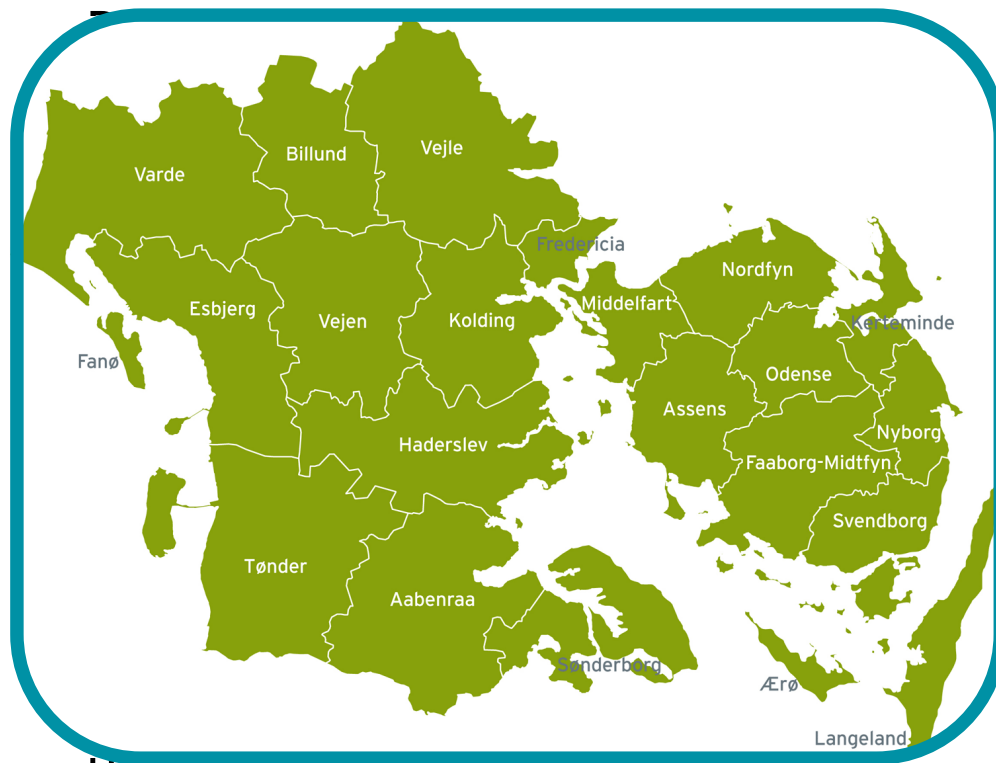 Vejle
Billund
Varde
Fredericia
Nordfyn
Middelfart
Esbjerg
Vejen
Kolding
Kerteminde
Fanø
Odense
Assens
Nyborg
Haderslev
Faaborg-Midtfyn
Svendborg
Tønder
Aabenraa
Sønderborg
Ærø
Langeland